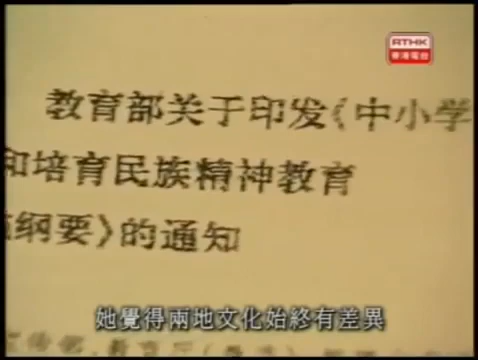 RTHK
香港電台
教育部关于印发《中小学
和培育民族精神教育
纲要》的通知
她覺得兩地文化始終有差異